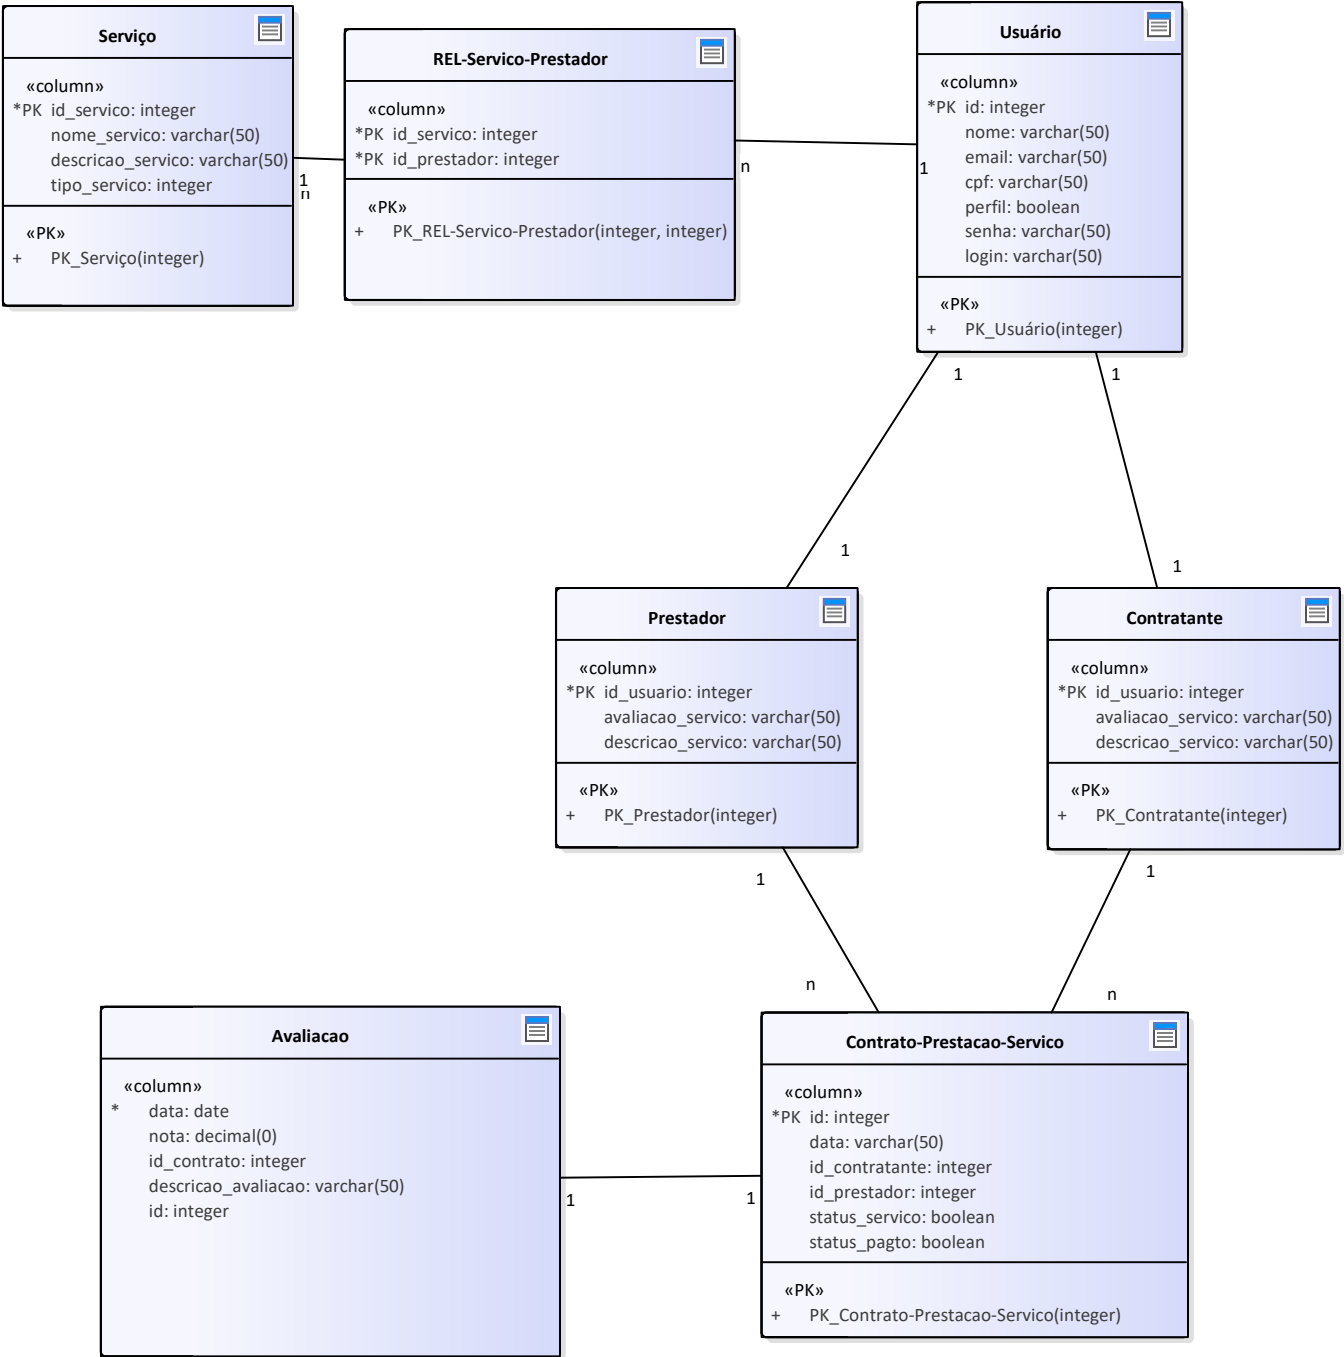 Serviço
«column»
*PK id_servico: integer
nome_servico: varchar(50)
descricao_servico: varchar(50)
tipo_servico: integer
«PK»
+ PK_Serviço(integer)
1
n
REL-Servico-Prestador
«column»
*PK id_servico: integer
*PK id_prestador: integer
«PK»
+ PK_REL-Servico-Prestador(integer, integer)
n
1
Usuário
«column»
*PK id: integer
nome: varchar(50)
email: varchar(50)
cpf: varchar(50)
perfil: boolean
senha: varchar(50)
login: varchar(50)
«PK»
+ PK_Usuário(integer)
1
1
1
1
Prestador
«column»
*PK id_usuario: integer
avaliacao_servico: varchar(50)
descricao_servico: varchar(50)
«PK»
+ PK_Prestador(integer)
Contratante
«column»
*PK id_usuario: integer
avaliacao_servico: varchar(50)
descricao_servico: varchar(50)
«PK»
+ PK_Contratante(integer)
1
1
n
n
Avaliacao
«column»
* data: date
nota: decimal(0)
id_contrato: integer
descricao_avaliacao: varchar(50)
id: integer
1
1
Contrato-Prestacao-Servico
«column»
*PK id: integer
data: varchar(50)
id_contratante: integer
id_prestador: integer
status_servico: boolean
status_pagto: boolean
«PK»
+ PK_Contrato-Prestacao-Servico(integer)